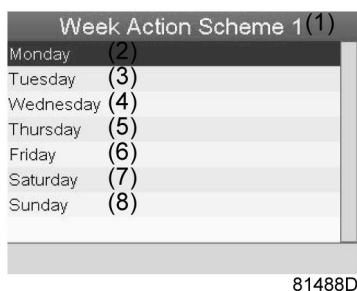 Week Action Scheme 1(1)
Monday (2)
Tuesday (3)
Wednesday (4)
Thursday (5)
Friday (6)
Saturday (7)
Sunday (8)
81488D